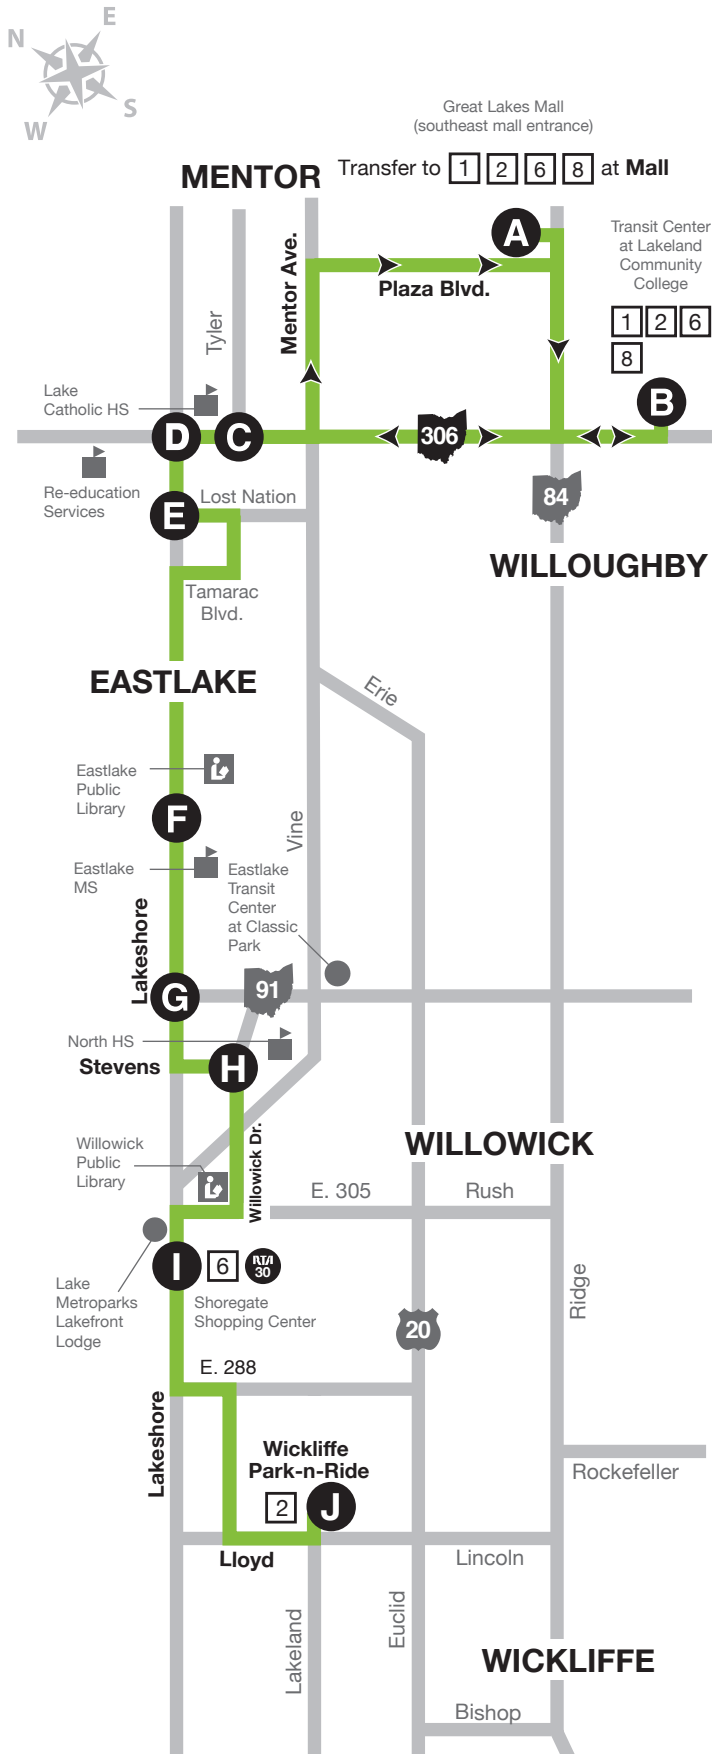 N
E
S
W
Great Lakes Mall
(southeast mall entrance)
Transfer to 1 2 6 8 at Mall
MENTOR
A
Transit Center
at Lakeland
Community
College
1 2 6
8
Mentor Ave.
Plaza Blvd.
Tyler
B
Lake
Catholic HS
D
C
306
Re-education
Services
E
Lost Nation
84
WILLOUGHBY
Tamarac
Blvd.
EASTLAKE
Erie
Eastlake
Public
Library
F
Vine
Eastlake
MS
Eastlake
Transit
Center
at Classic
Park
Lakeshore
G
91
North HS
Stevens
H
Willowick Dr.
WILLOWICK
Willowick
Public
Library
E. 305
Rush
I
6
RTA
30
Lake
Metroparks
Lakefront
Lodge
Shoregate
Shopping Center
Ridge
20
E. 288
Lakeshore
Wickliffe
Park-n-Ride
2
J
Rockefeller
Lloyd
Lincoln
Lakeland
Euclid
WICKLIFFE
Bishop